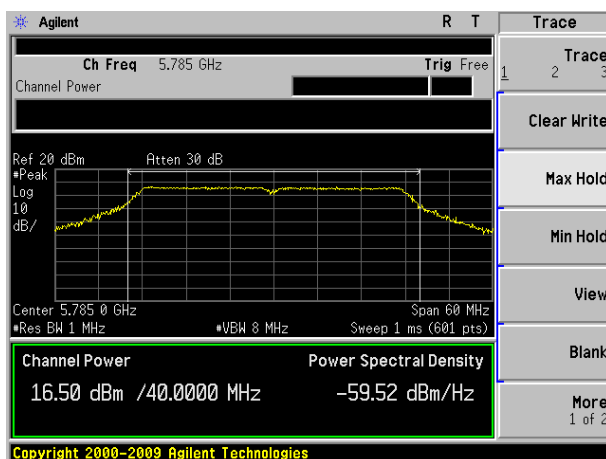 Agilent R T Trace
Ch Freq 5.785 GHz Trig Free
Channel Power
Trace
1 2 3
Clear Write
Max Hold
Min Hold
View
Blank
More
1 of 2
Ref 20 dBm Atten 30 dB
#Peak
Log
10
dB/
Center 5.785 0 GHz Span 60 MHz
#Res BW 1 MHz #VBW 8 MHz Sweep 1 ms (601 pts)
Channel Power Power Spectral Density
16.50 dBm /40.0000 MHz -59.52 dBm/Hz
Copyright 2000-2009 Agilent Technologies